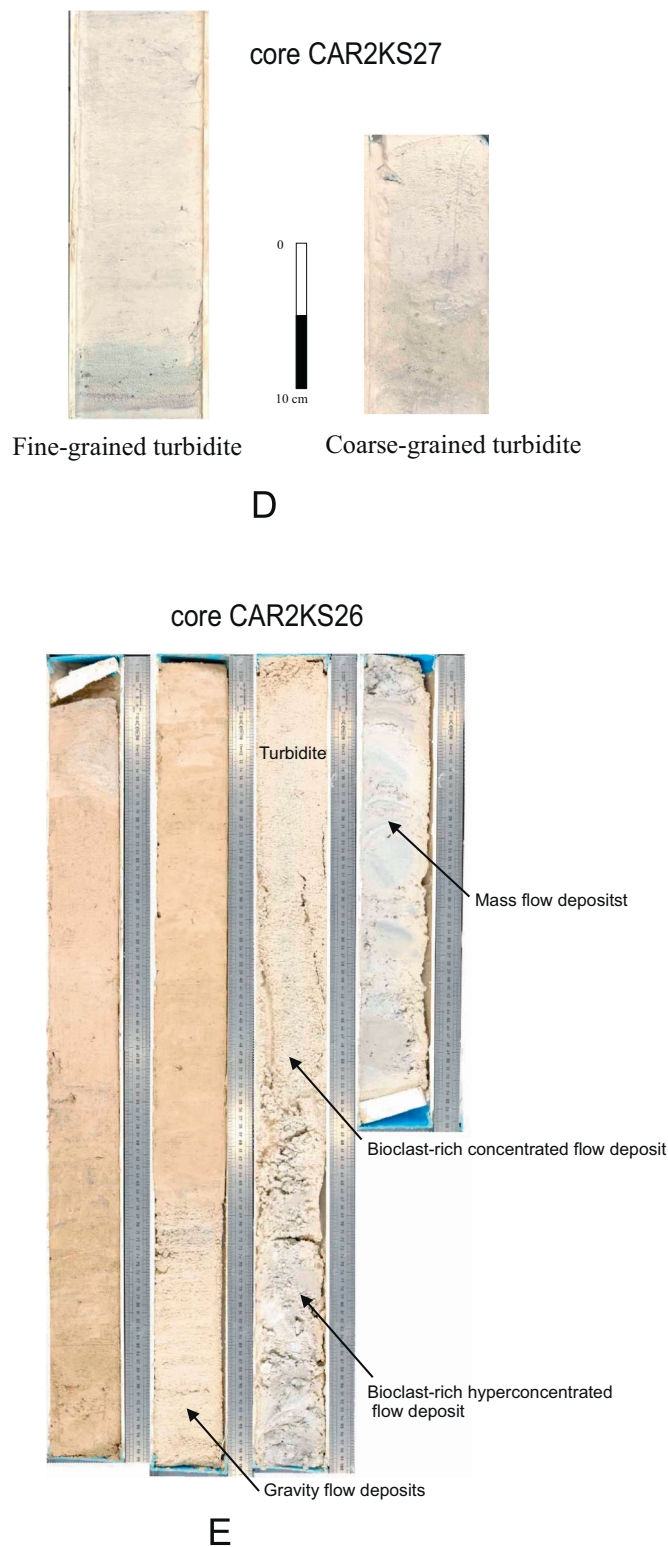 core CAR2KS27
0
10 cm
Fine-grained turbidite
Coarse-grained turbidite
D
core CAR2KS26
Turbidite
Mass flow depositst
Bioclast-rich concentrated flow deposit
Bioclast-rich hyperconcentrated
flow deposit
Gravity flow deposits
E